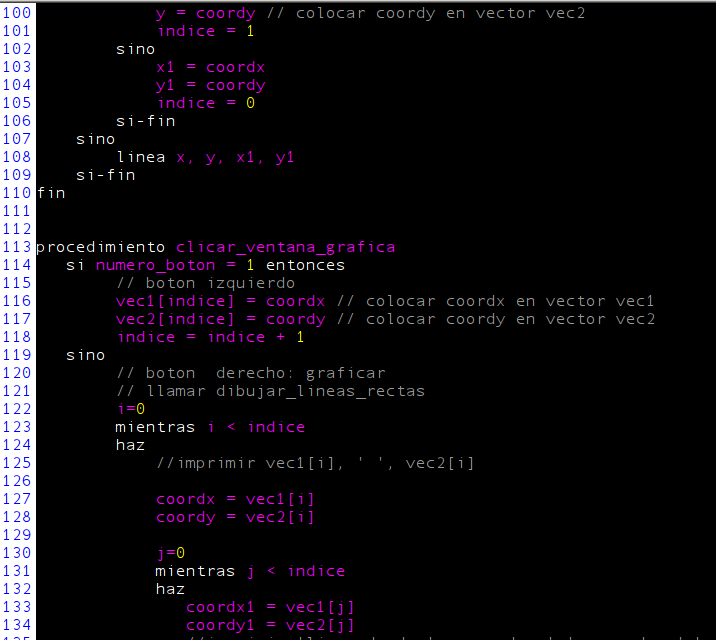 100 y = coordy // colocar coordy en vector vec2
101 indice = 1
102 sino
103 x1 = coordx
104 y1 = coordy
105 indice = 0
106 si-fin
107 sino
108 linea x, y, x1, y1
109 si-fin
110 fin
111
112
113 procedimiento clicar_ventana_grafica
114 si numero_boton = 1 entonces
115 // boton izquierdo
116 vec1[indice] = coordx // colocar coordx en vector vec1
117 vec2[indice] = coordy // colocar coordy en vector vec2
118 indice = indice + 1
119 sino
120 // boton  derecho: graficar
121 // llamar dibujar_lineas_rectas
122 i=0
123 mientras i < indice
124 haz
125 //imprimir vec1[i], ' ', vec2[i]
126
127 coordx = vec1[i]
128 coordy = vec2[i]
129
130 j=0
131 mientras j < indice
132 haz
133 coordx1 = vec1[j]
134 coordy1 = vec2[j]